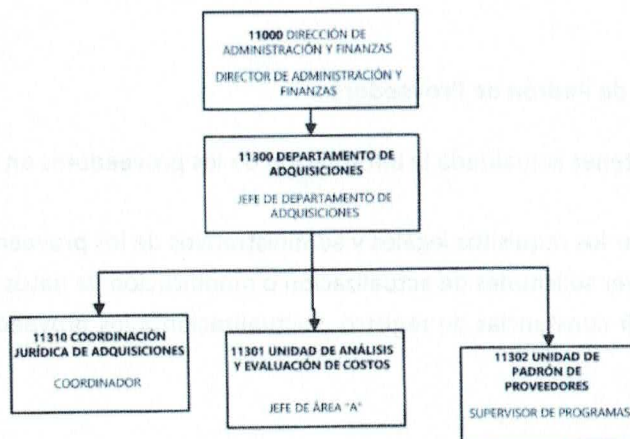 11000 DIRECCIÓN DE
ADMINISTRACIÓN Y FINANZAS
DIRECTOR DE ADMINISTRACIÓN Y
FINANZAS
11300 DEPARTAMENTO DE
ADQUISICIONES
JEFE DE DEPARTAMENTO DE
ADQUISICIONES
11310 COORDINACIÓN
JURÍDICA DE ADQUISICIONES
COORDINADOR
11301 UNIDAD DE ANÁLISIS
Y EVALUACIÓN DE COSTOS
JEFE DE ÁREA "A"
11302 UNIDAD DE
PADRÓN DE
PROVEEDORES
SUPERVISOR DE PROGRAMAS